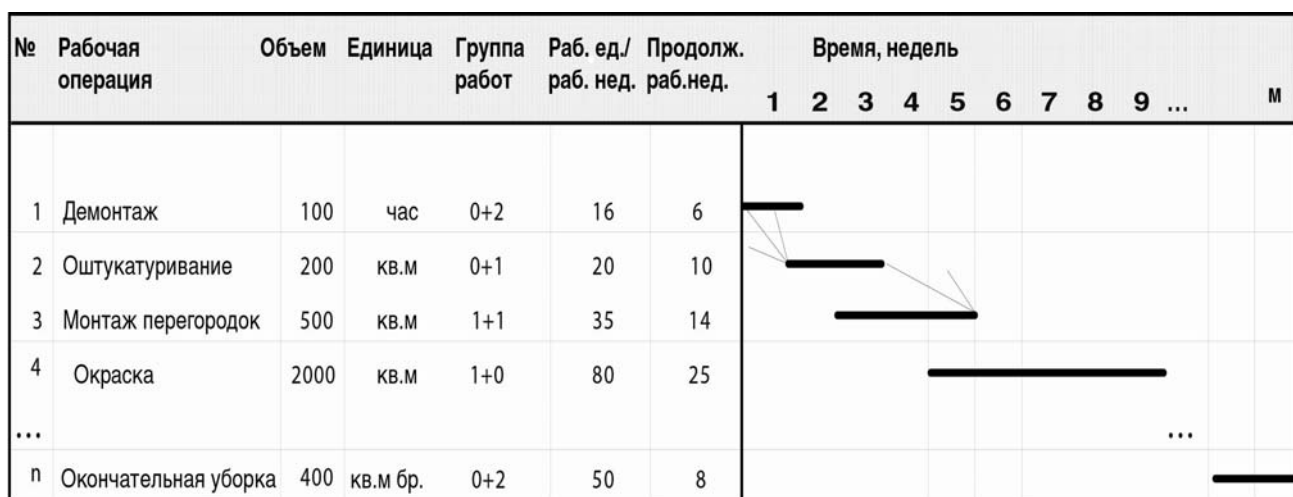 № Рабочая Объем Единица Группа Раб. ед./ Продолж. Время, недель
операция работ раб. нед. раб.нед.
1 2 3 4 5 6 7 8 9 ... м
1 Демонтаж 100 час 0+2 16 6
2 Оштукатуривание 200 кв.м 0+1 20 10
3 Монтаж перегородок 500 кв.м 1+1 35 14
4 Окраска 2000 кв.м 1+0 80 25
... ...
n Окончательная уборка 400 кв.м бр. 0+2 50 8